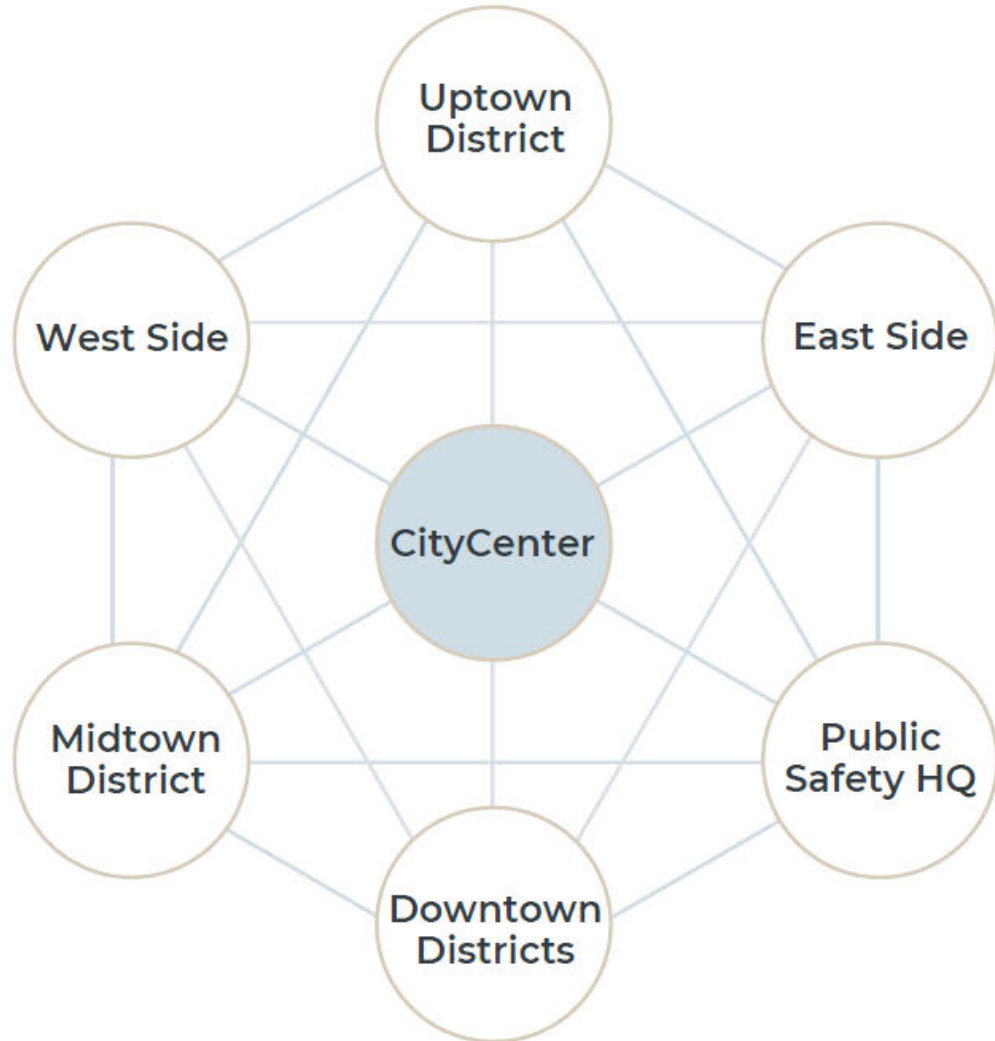 Uptown
District
West Side
East Side
CityCenter
Midtown
District
Public
Safety HQ
Downtown
Districts